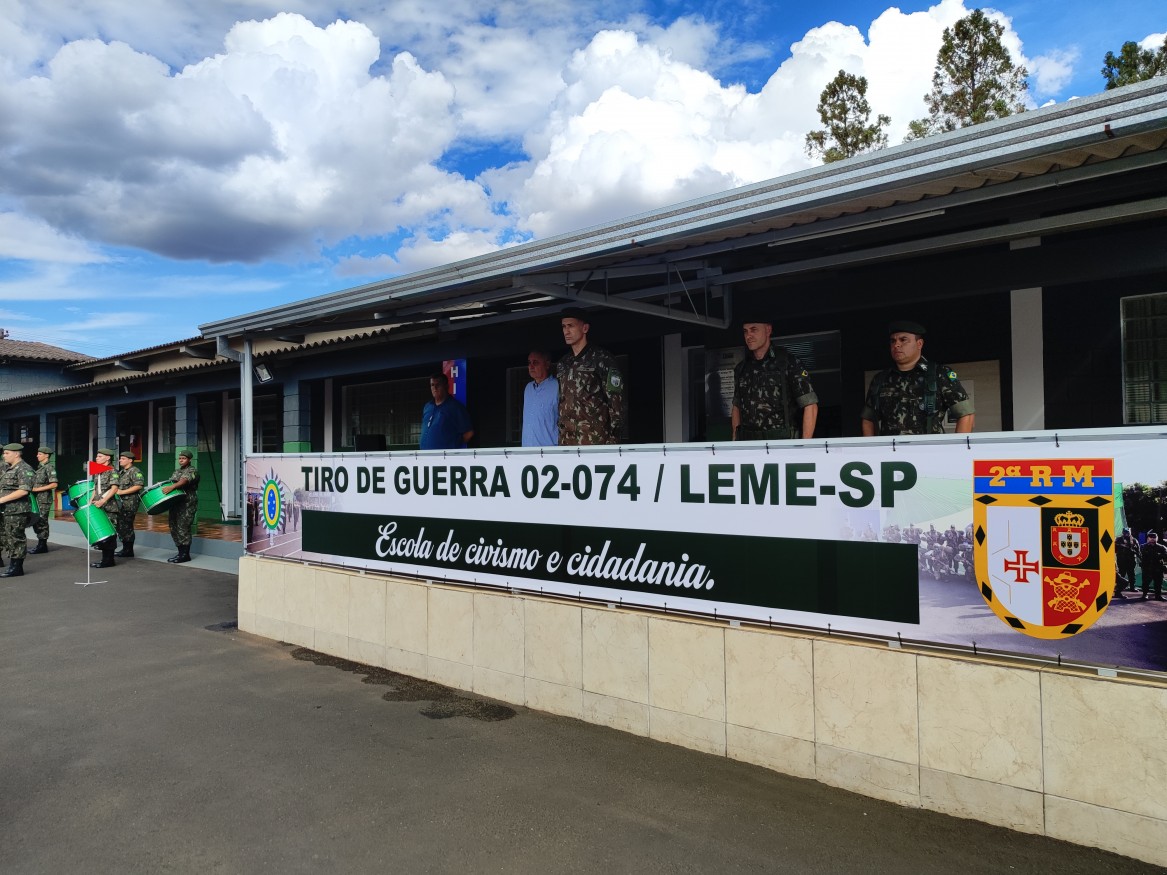 TIRO DE GUERRA 02-074 / LEME-SP
Escola de civismo e cidadania.
2ª RM